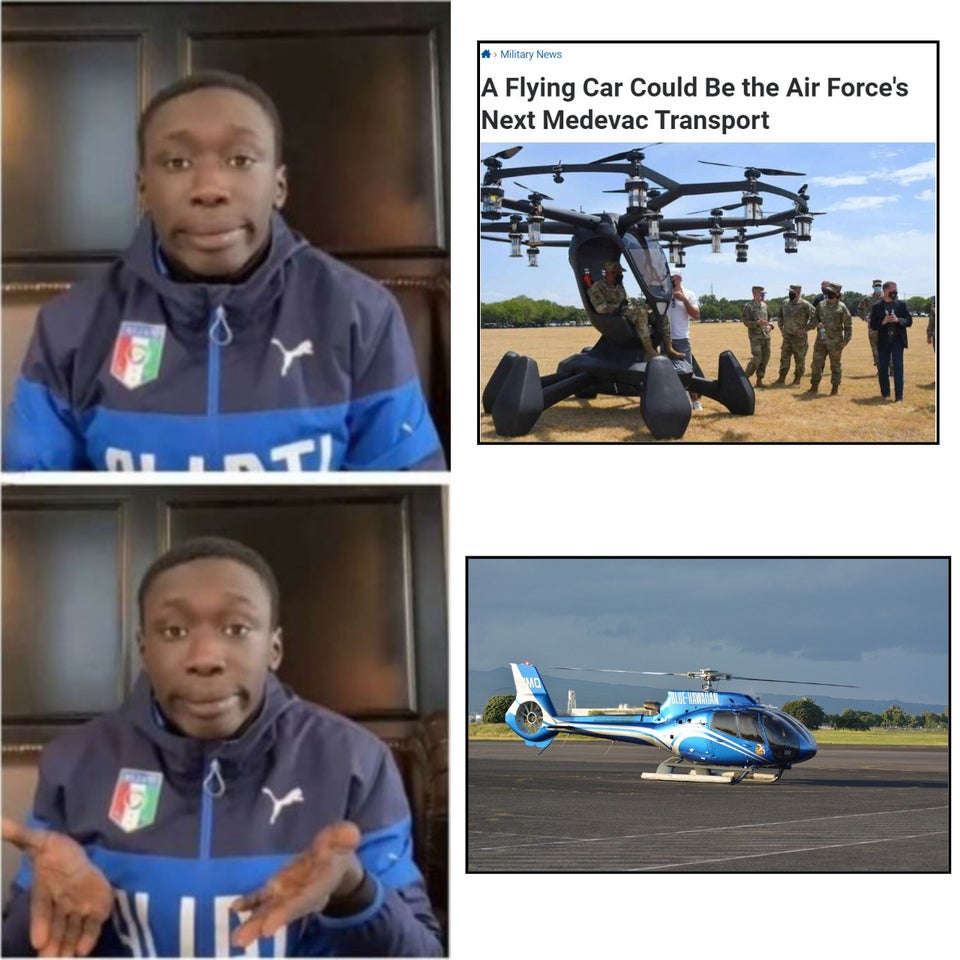 › Military News
A Flying Car Could Be the Air Force's
Next Medevac Transport
BLUE HAWAIIAN